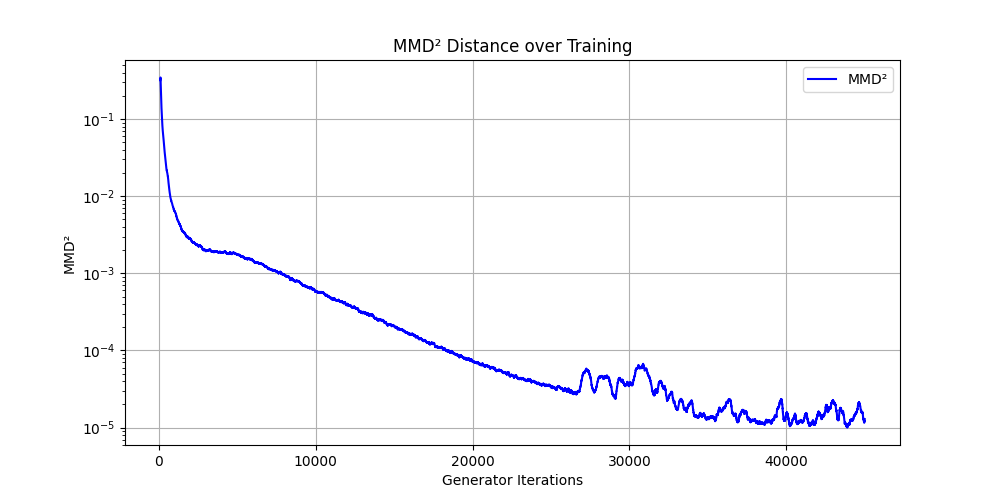 MMD² Distance over Training
MMD²
10⁻¹
10⁻²
10⁻³
10⁻⁴
10⁻⁵
MMD²
0 10000 20000 30000 40000
Generator Iterations